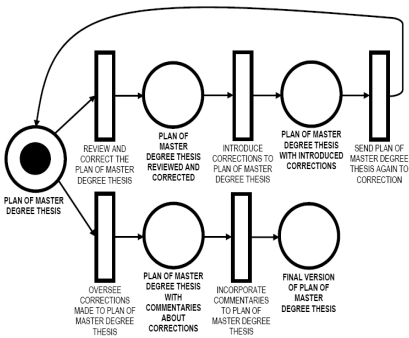 REVIEW AND
CORRECT THE
PLAN OF MASTER
DEGREE THESIS
PLAN OF
MASTER
DEGREE THESIS
REVIEWED AND
CORRECTED
INTRODUCE
CORRECTIONS TO
PLAN OF MASTER
DEGREE THESIS
PLAN OF MASTER
DEGREE THESIS
WITH INTRODUCED
CORRECTIONS
SEND PLAN OF
MASTER DEGREE
THESIS AGAIN TO
CORRECTION
PLAN OF MASTER
DEGREE THESIS
OVERSEE
CORRECTIONS
MADE TO PLAN OF
MASTER DEGREE
THESIS
PLAN OF MASTER
DEGREE THESIS
WITH
COMMENTARIES
ABOUT
CORRECTIONS
INCORPORATE
COMMENTARIES
TO PLAN OF
MASTER DEGREE
THESIS
FINAL VERSION
OF PLAN OF
MASTER
DEGREE THESIS